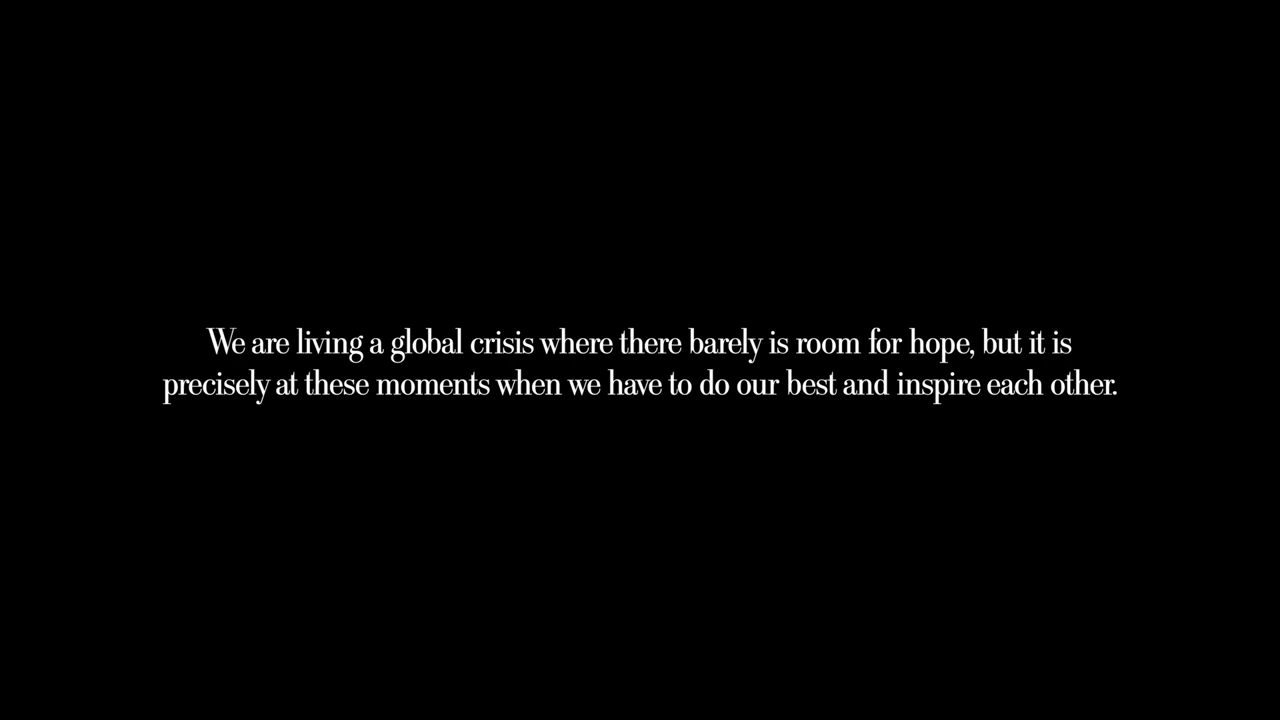 We are living a global crisis where there barely is room for hope, but it is
precisely at these moments when we have to do our best and inspire each other.